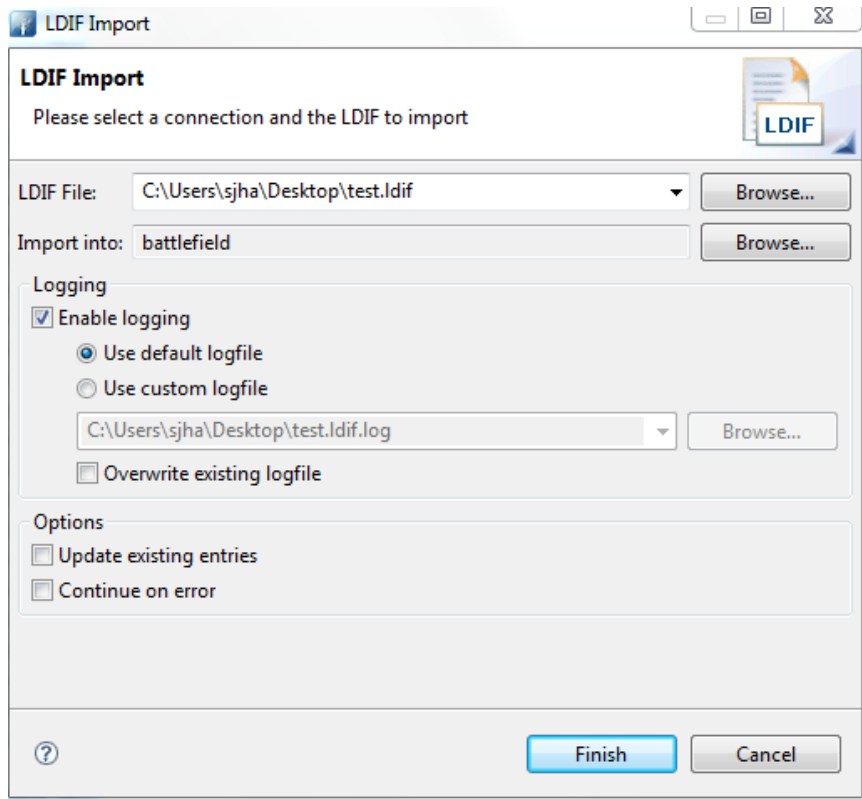 LDIF Import
LDIF Import
Please select a connection and the LDIF to import
LDIF
LDIF File: C:\Users\sjha\Desktop\test.ldif Browse...
Import into: battlefield Browse...
Logging
Enable logging
Use default logfile
Use custom logfile
C:\Users\sjha\Desktop\test.ldif.log Browse...
Overwrite existing logfile
Options
Update existing entries
Continue on error
? Finish Cancel